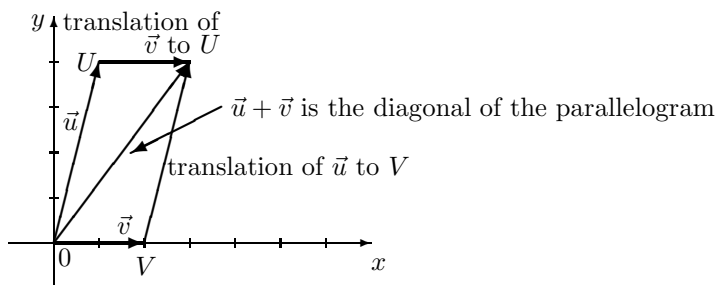 y translation of
v⃗ to U
U
u⃗
u⃗ + v⃗ is the diagonal of the parallelogram
translation of u⃗ to V
v⃗
0
V
x